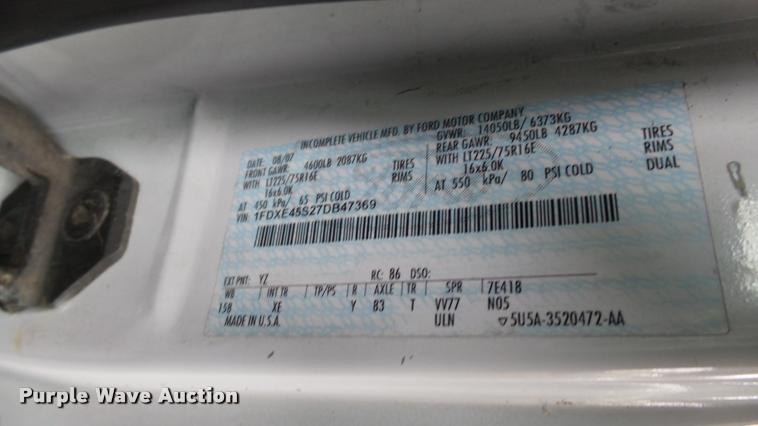 INCOMPLETE VEHICLE MFD. BY FORD MOTOR COMPANY
DATE: 08/07 GVWR: 14050LB/ 6373KG
FRONT GAWR: 4600LB 2087KG REAR GAWR: 9450LB 4287KG
WITH LT225/75R16E TIRES WITH LT225/75R16E TIRES
16x6.0K RIMS 16x6.0K RIMS
AT 450 kPa/ 65 PSI COLD AT 550 kPa/ 80 PSI COLD DUAL
VIN: 1FDXE45S27DB47369
EXT PNT: YZ RC: 86 DSO:
WB INT TR TP/PS R AXLE TR SPR 7E418
158 XE Y 83 T VV77 N05
MADE IN U.S.A. ULN 5U5A-3520472-AA
Purple Wave Auction